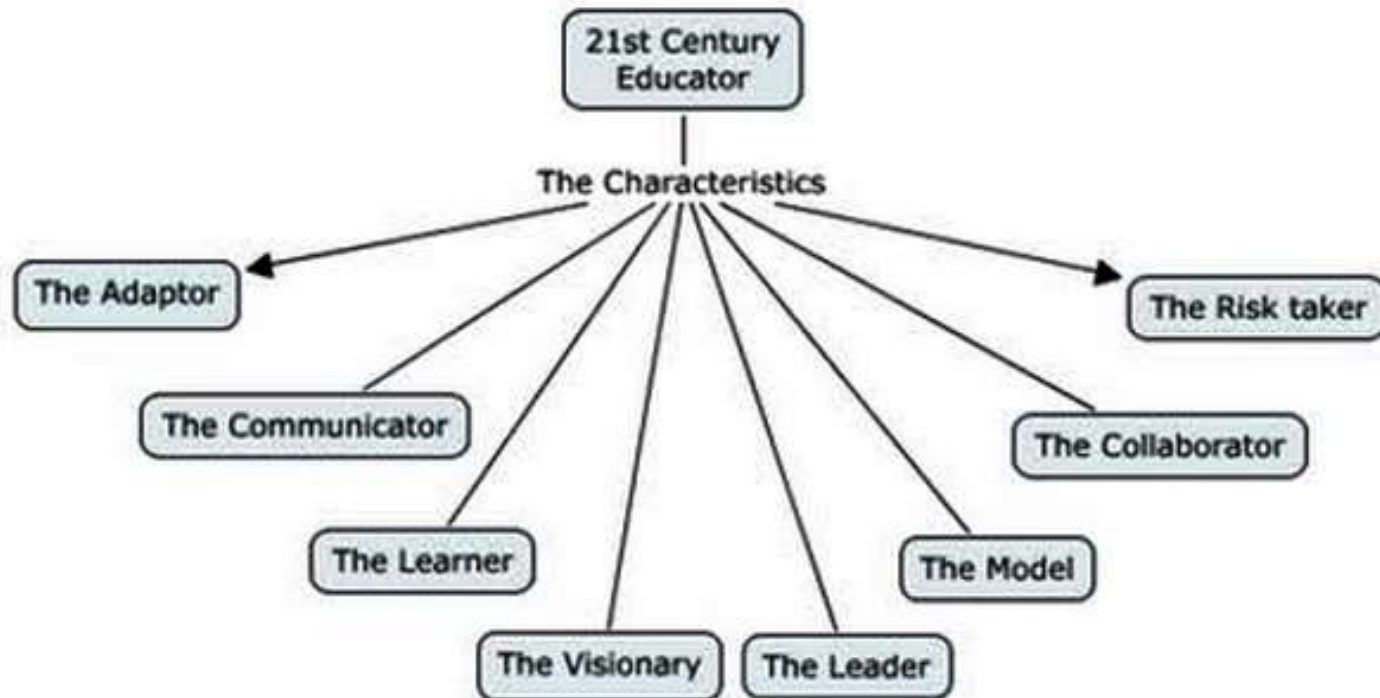 21st Century
Educator
The Characteristics
The Adaptor
The Risk taker
The Communicator
The Collaborator
The Learner
The Model
The Visionary
The Leader